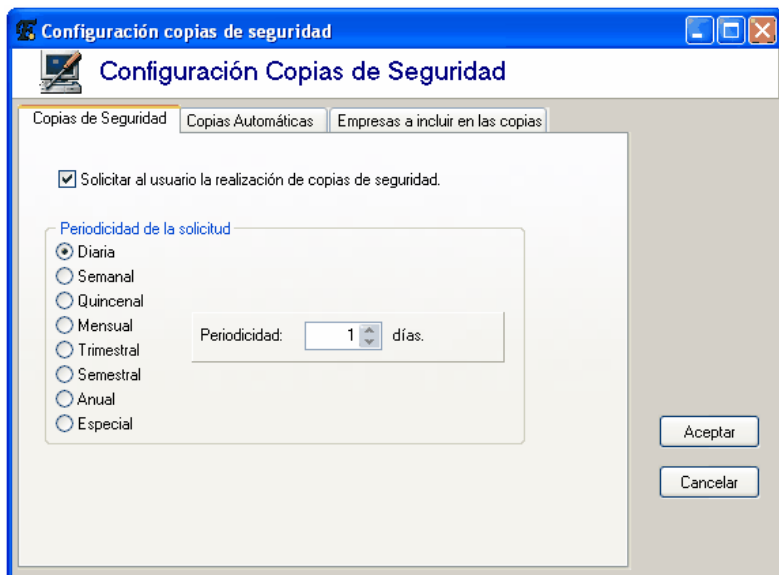 Configuración copias de seguridad
Configuración Copias de Seguridad
Copias de Seguridad
Copias Automáticas
Empresas a incluir en las copias
Solicitar al usuario la realización de copias de seguridad.
Periodicidad de la solicitud
Diaria
Semanal
Quincenal
Mensual
Periodicidad: 1 días.
Trimestral
Semestral
Anual
Especial
Aceptar
Cancelar